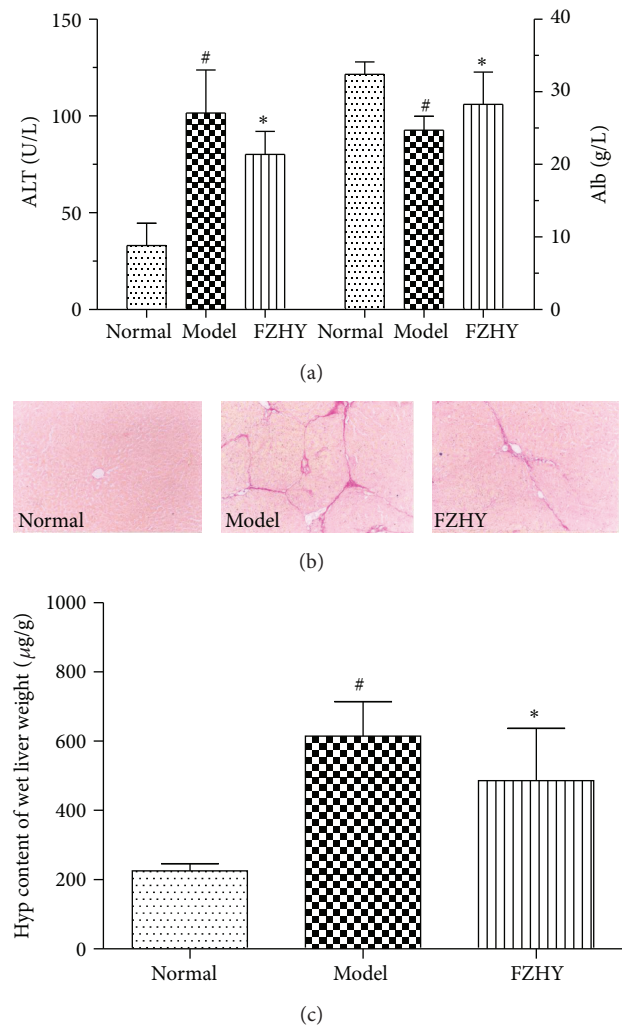 150
100
50
0
ALT (U/L)
#
*
#
*
40
30
20
10
0
Alb (g/L)
Normal Model FZHY Normal Model FZHY
(a)
Normal
Model
FZHY
(b)
1000
800
600
400
200
0
Hyp content of wet liver weight (μg/g)
#
*
Normal Model FZHY
(c)